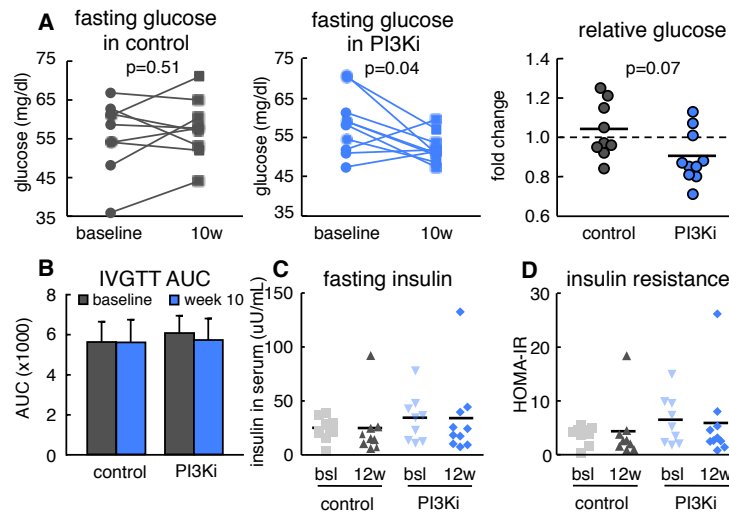 A
fasting glucose
in control
p=0.51
glucose (mg/dl)
75
65
55
45
35
baseline 10w
fasting glucose
in PI3Ki
p=0.04
glucose (mg/dl)
75
65
55
45
35
baseline 10w
relative glucose
p=0.07
fold change
1.4
1.2
1.0
0.8
0.6
control PI3Ki
B
IVGTT AUC
baseline week 10
AUC (x1000)
8
6
4
2
0
control PI3Ki
C
fasting insulin
insulin in serum (uU/mL)
150
100
50
0
bsl 12w bsl 12w
control PI3Ki
D
insulin resistance
HOMA-IR
30
20
10
0
bsl 12w bsl 12w
control PI3Ki